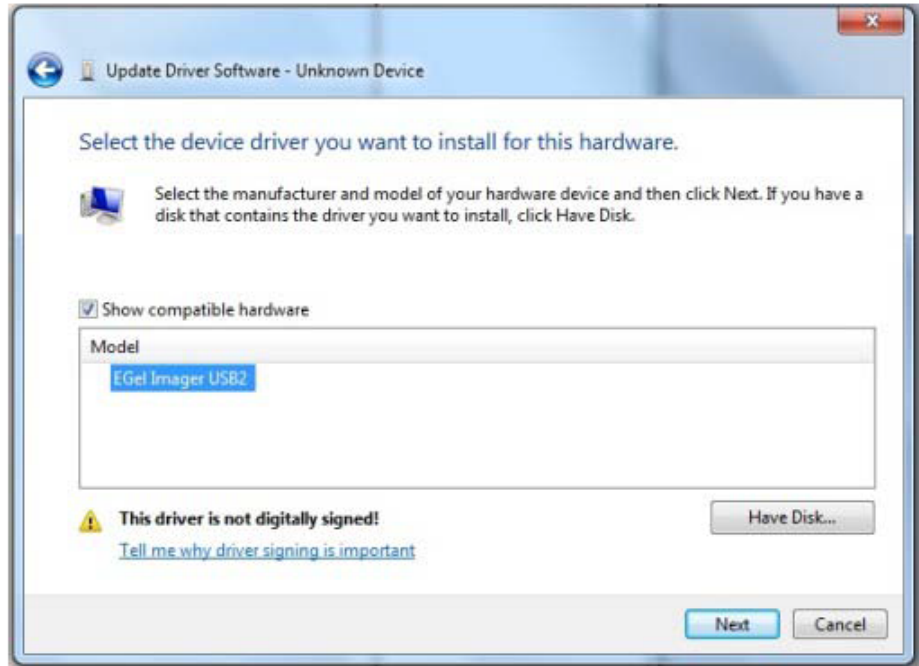 Update Driver Software - Unknown Device
Select the device driver you want to install for this hardware.
Select the manufacturer and model of your hardware device and then click Next. If you have a
disk that contains the driver you want to install, click Have Disk.
Show compatible hardware
Model
EGel Imager USB2
This driver is not digitally signed!
Have Disk...
Tell me why driver signing is important
Next
Cancel